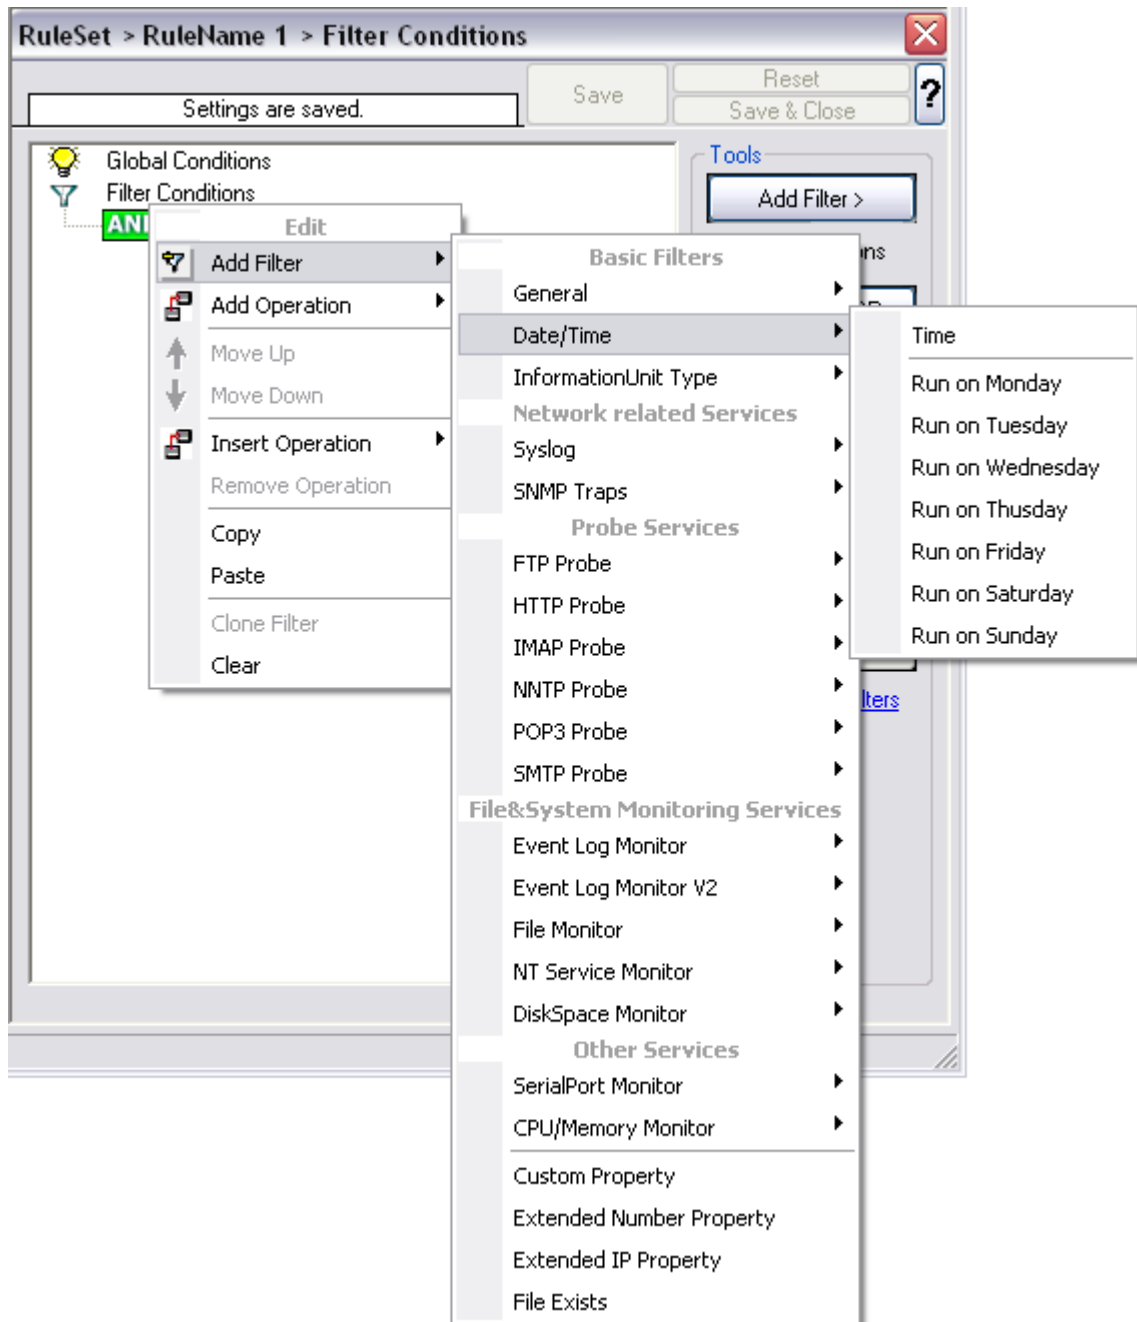 RuleSet > RuleName 1 > Filter Conditions
Settings are saved.
Save
Reset
Save & Close
?
Global Conditions
Filter Conditions
Tools
Add Filter >
Edit
Add Filter
Add Operation
Move Up
Move Down
Insert Operation
Remove Operation
Copy
Paste
Clone Filter
Clear
Basic Filters
General
Date/Time
InformationUnit Type
Network related Services
Syslog
SNMP Traps
Probe Services
FTP Probe
HTTP Probe
IMAP Probe
NNTP Probe
POP3 Probe
SMTP Probe
File&System Monitoring Services
Event Log Monitor
Event Log Monitor V2
File Monitor
NT Service Monitor
DiskSpace Monitor
Other Services
SerialPort Monitor
CPU/Memory Monitor
Custom Property
Extended Number Property
Extended IP Property
File Exists
Time
Run on Monday
Run on Tuesday
Run on Wednesday
Run on Thusday
Run on Friday
Run on Saturday
Run on Sunday